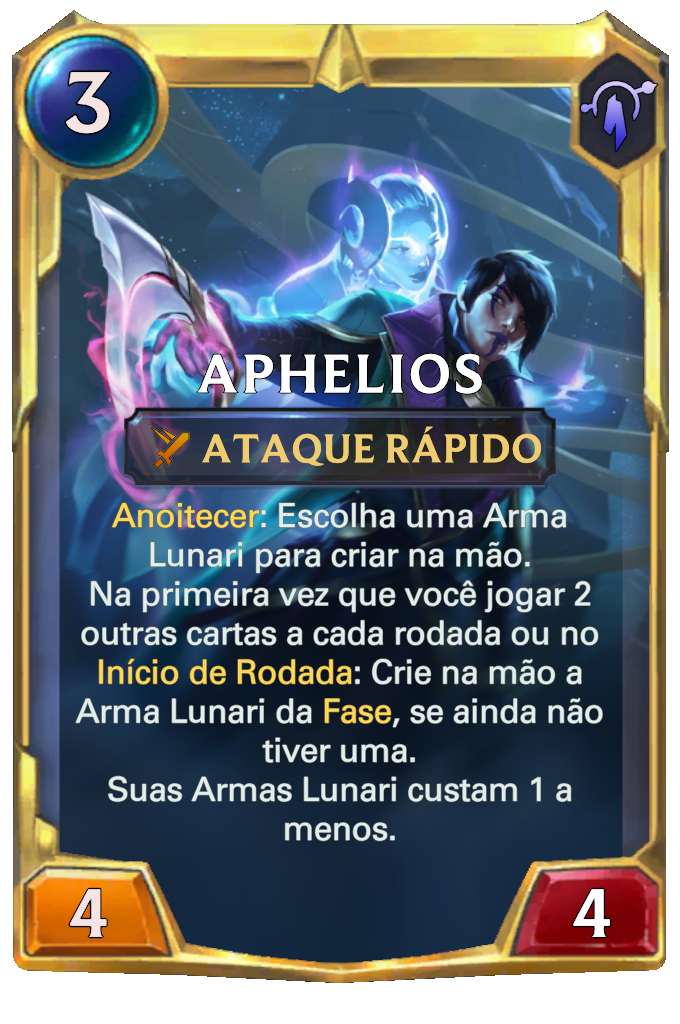 3
APHELIOS
ATAQUE RÁPIDO
Anoitecer: Escolha uma Arma
Lunari para criar na mão.
Na primeira vez que você jogar 2
outras cartas a cada rodada ou no
Início de Rodada: Crie na mão a
Arma Lunari da Fase, se ainda não
tiver uma.
Suas Armas Lunari custam 1 a
menos.
4
4